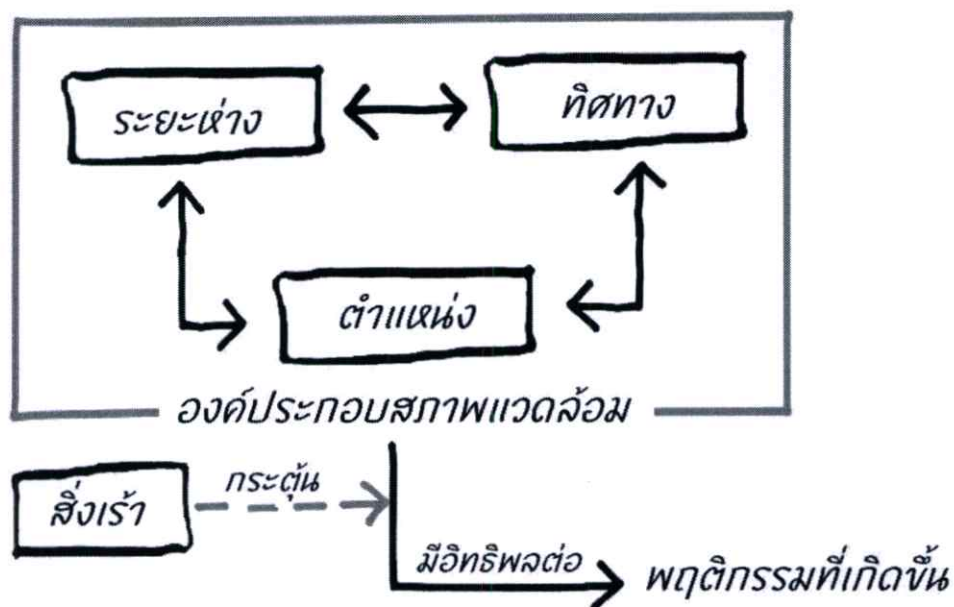 ระยะห่าง
ทิศทาง
ตำแหน่ง
องค์ประกอบสภาพแวดล้อม
สิ่งเร้า
กระตุ้น
มีอิทธิพลต่อ
พฤติกรรมที่เกิดขึ้น